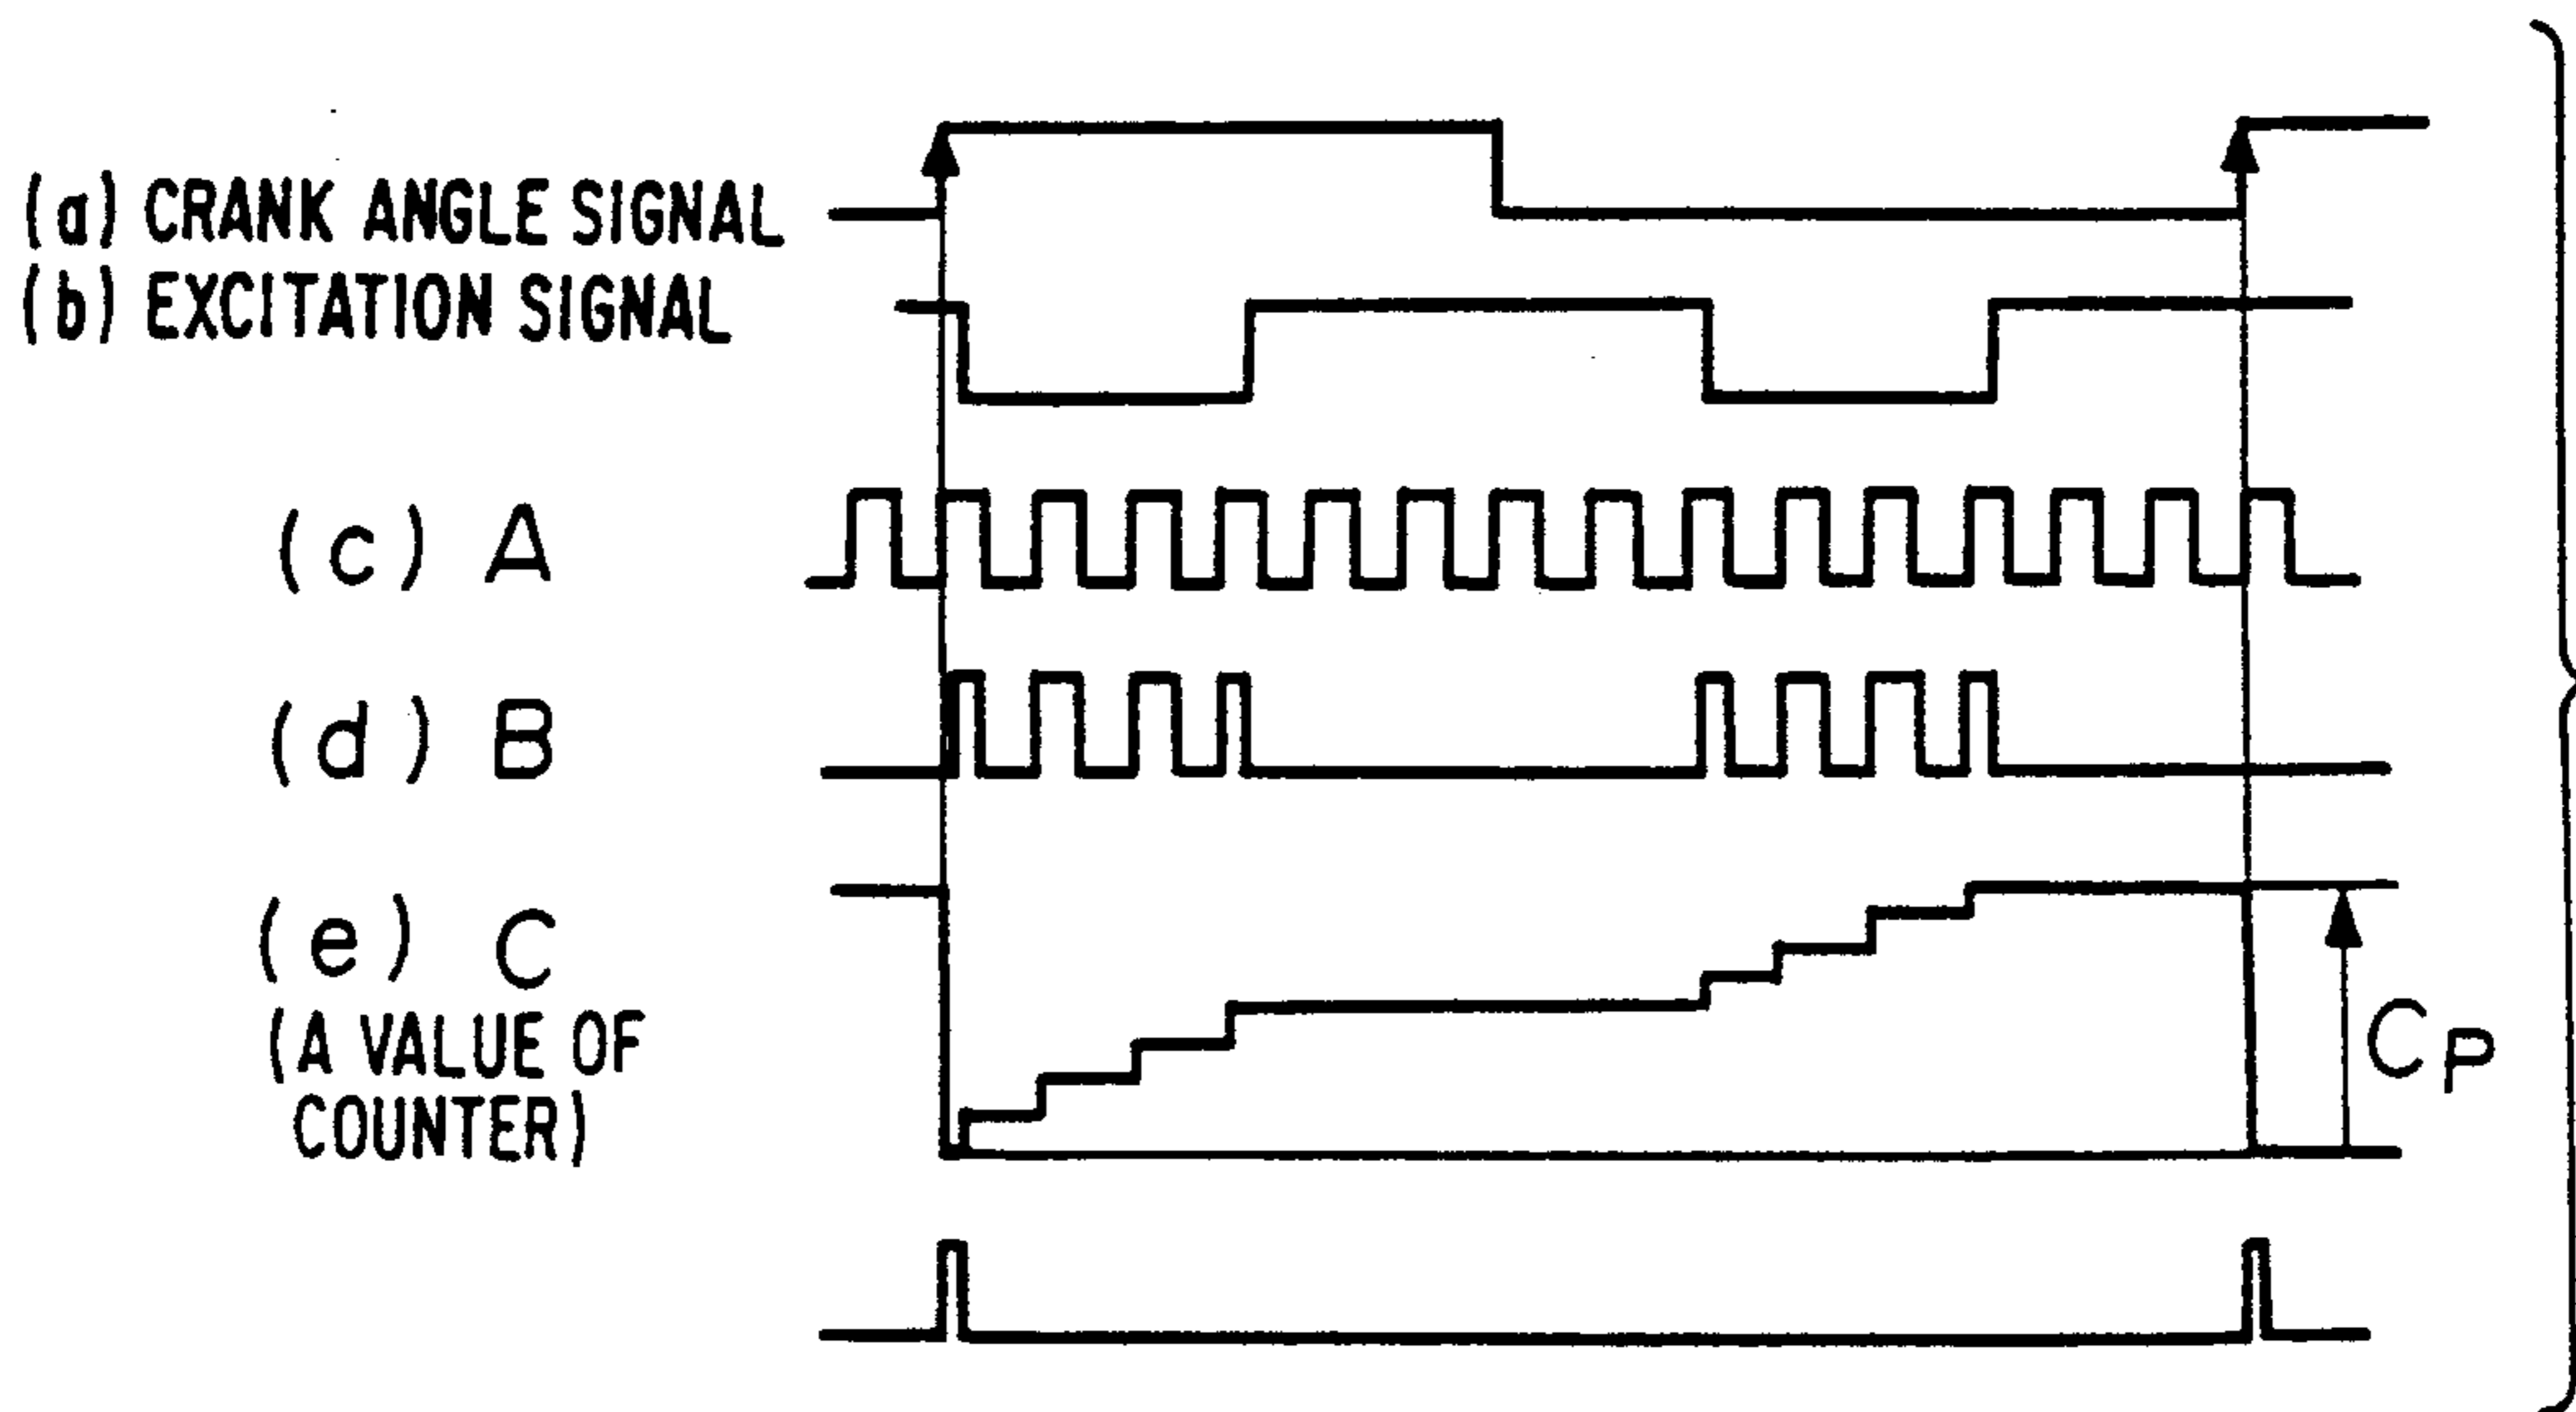 (a) CRANK ANGLE SIGNAL
(b) EXCITATION SIGNAL
(c) A
(d) B
(e) C
(A VALUE OF
COUNTER)
CP